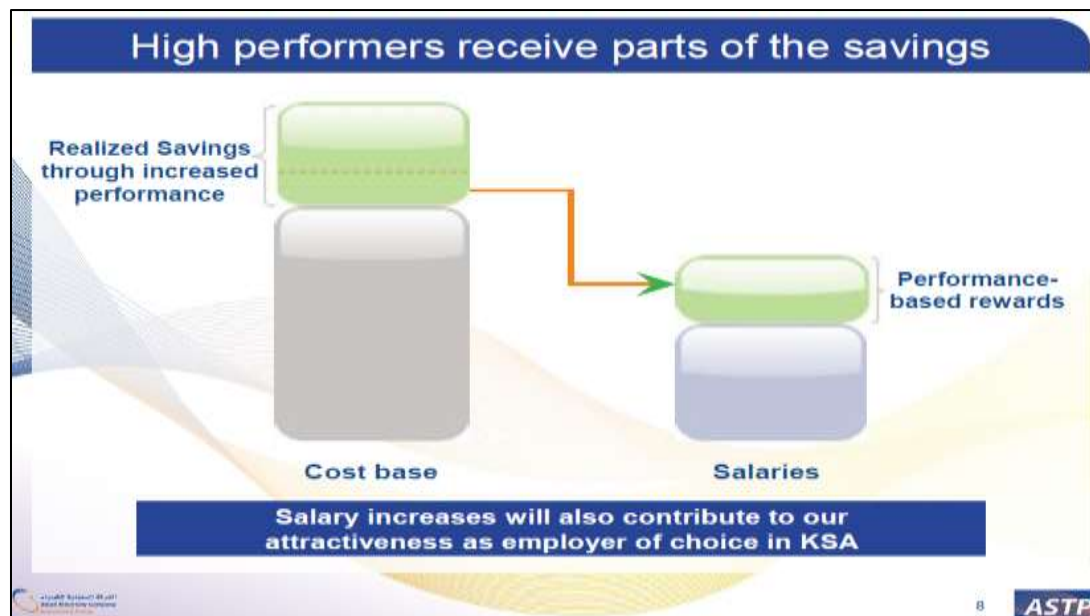 High performers receive parts of the savings
Realized Savings
through increased
performance
Performance-
based rewards
Cost base
Salaries
Salary increases will also contribute to our
attractiveness as employer of choice in KSA
8